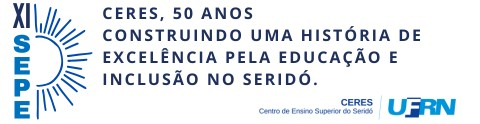 XI
SEPE
CERES, 50 ANOS
CONSTRUINDO UMA HISTÓRIA DE
EXCELÊNCIA PELA EDUCAÇÃO E
INCLUSÃO NO SERIDÓ.
CERES
Centro de Ensino Superior do Seridó
UFRN